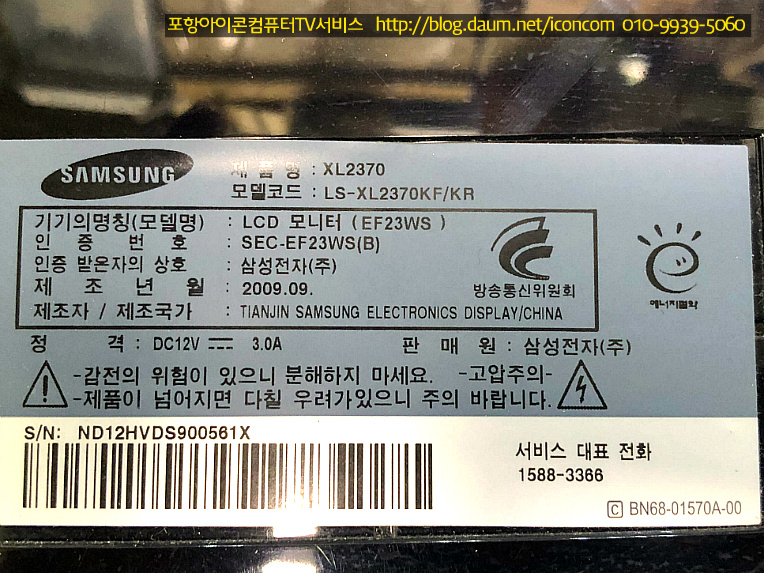 포항아이콘컴퓨터TV서비스 http://blog.daum.net/iconcom 010-9939-5060
SAMSUNG
제 품 명 : XL2370
모델코드 : LS-XL2370KF/KR
기기의명칭(모델명) : LCD 모니터 (EF23WS )
인 증 번 호 : SEC-EF23WS(B)
인증 받은자의 상호 : 삼성전자(주)
제 조 년 월 : 2009.09.
제조자 / 제조국가 : TIANJIN SAMSUNG ELECTRONICS DISPLAY/CHINA
방송통신위원회
에너지절약
정 격 : DC12V 3.0A 판 매 원 : 삼성전자(주)
-감전의 위험이 있으니 분해하지 마세요. -고압주의-
-제품이 넘어지면 다칠 우려가있으니 주의 바랍니다.
S/N: ND12HVDS900561X
서비스 대표 전화
1588-3366
C BN68-01570A-00